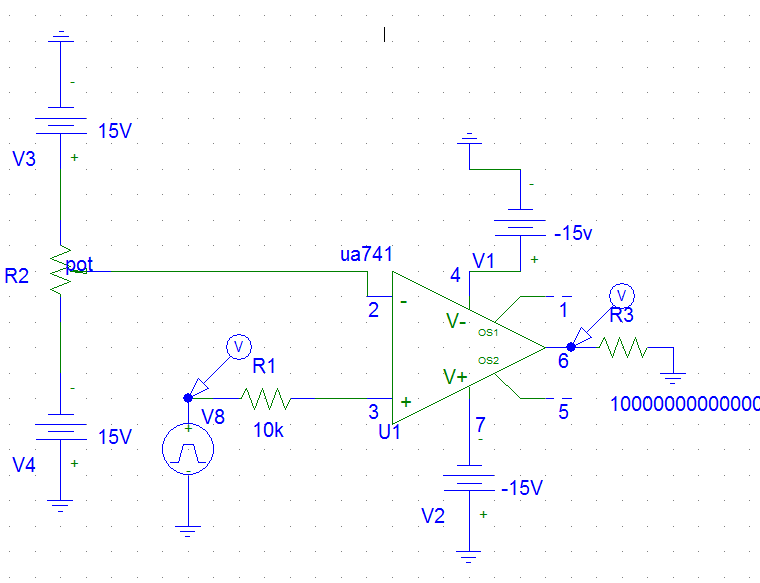 -
15V
V3
+
-15v
-
ua741
V1
+
4
pot
R2
-
2
V-
OS1
1
V
R3
V
R1
OS2
6
V+
10000000000000
-
V8
+
3
U1
5
15V
10k
+
7
-
V4
+
-
-15V
V2
+